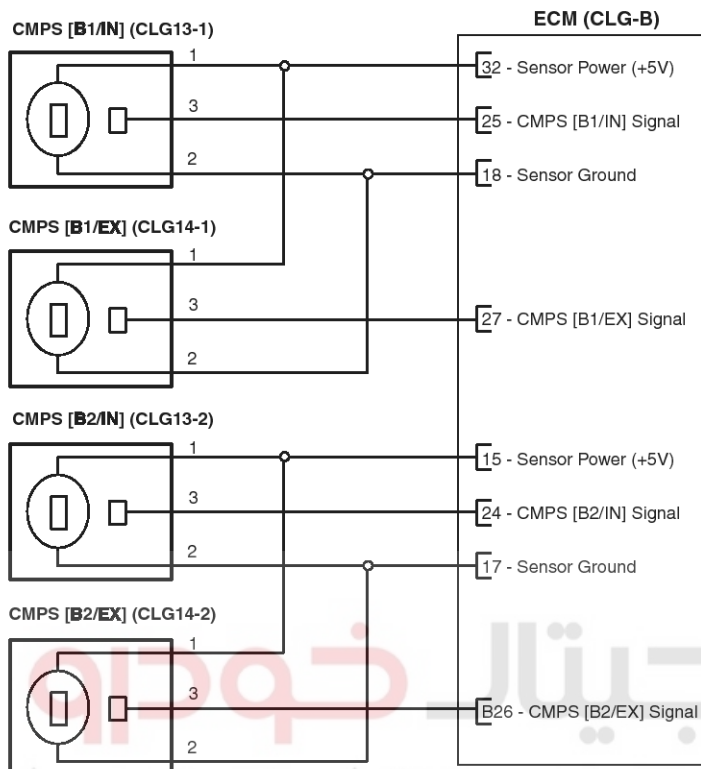 CMPS [B1/IN] (CLG13-1)
ECM (CLG-B)
1
32 - Sensor Power (+5V)
3
25 - CMPS [B1/IN] Signal
2
18 - Sensor Ground
CMPS [B1/EX] (CLG14-1)
1
3
27 - CMPS [B1/EX] Signal
2
CMPS [B2/IN] (CLG13-2)
1
15 - Sensor Power (+5V)
3
24 - CMPS [B2/IN] Signal
2
17 - Sensor Ground
CMPS [B2/EX] (CLG14-2)
1
3
B26 - CMPS [B2/EX] Signal
2
جیتال خودرو